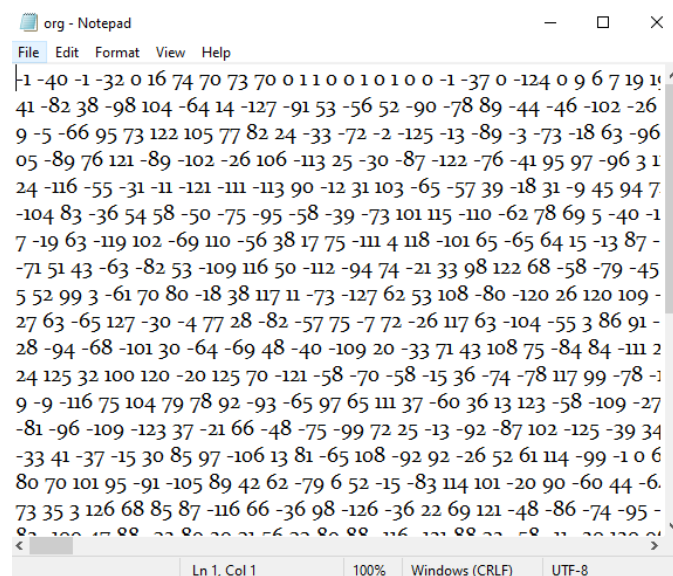 org - Notepad
File Edit Format View Help
-1 -40 -1 -32 0 16 74 70 73 70 0 1 1 0 0 1 0 1 0 0 -1 -37 0 -124 0 9 6 7 19
41 -82 38 -98 104 -64 14 -127 -91 53 -56 52 -90 -78 89 -44 -46 -102 -26
9 -5 -66 95 73 122 105 77 82 24 -33 -72 -2 -125 -13 -89 -3 -73 -18 63 -96
05 -89 76 121 -89 -102 -26 106 -113 25 -30 -87 -122 -76 -41 95 97 -96 3
24 -116 -55 -31 -11 -121 -111 -113 90 -12 31 103 -65 -57 39 -18 31 -9 45 94
-104 83 -36 54 58 -50 -75 -95 -58 -39 -73 101 115 -110 -62 78 69 5 -40
7 -19 63 -119 102 -69 110 -56 38 17 75 -111 4 118 -101 65 -65 64 15 -13 87 -
-71 51 43 -63 -82 53 -109 116 50 -112 -94 74 -21 33 98 122 68 -58 -79 -45
5 52 99 3 -61 70 80 -18 38 117 11 -73 -127 62 53 108 -80 -120 26 120 109 -
27 63 -65 127 -30 -4 77 28 -82 -57 75 -7 72 -26 117 63 -104 -55 3 86 91 -
28 -94 -68 -101 30 -64 -69 48 -40 -109 20 -33 71 43 108 75 -84 84 -111 2
24 125 32 100 120 -20 125 70 -121 -58 -70 -58 -15 36 -74 -78 117 99 -78
9 -9 -116 75 104 79 78 92 -93 -65 97 65 111 37 -60 36 13 123 -58 -109 -27
-81 -96 -109 -123 37 -21 66 -48 -75 -99 72 25 -13 -92 -87 102 -125 -39 34
-33 41 -37 -15 30 85 97 -106 13 81 -65 108 -92 92 -26 52 61 114 -99 -1 0 6
80 70 101 95 -91 -105 89 42 62 -79 6 52 -15 -83 114 101 -20 90 -60 44
73 35 3 126 68 85 87 -116 66 -36 98 -126 -36 22 69 121 -48 -86 -74 -95 -
Ln 1, Col 1 100% Windows (CRLF) UTF-8